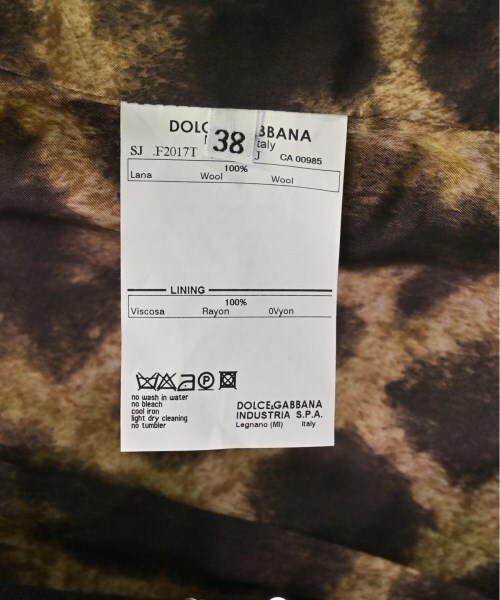 DOLC
BBANA
38
Italy
SJ .F2017T
J CA 00985
100%
Lana Wool Wool
LINING
100%
Viscosa Rayon 0Vyon
no wash in water
no bleach
cool iron
light dry cleaning
no tumbler
DOLCE&GABBANA
INDUSTRIA S.P.A.
Legnano (MI) Italy